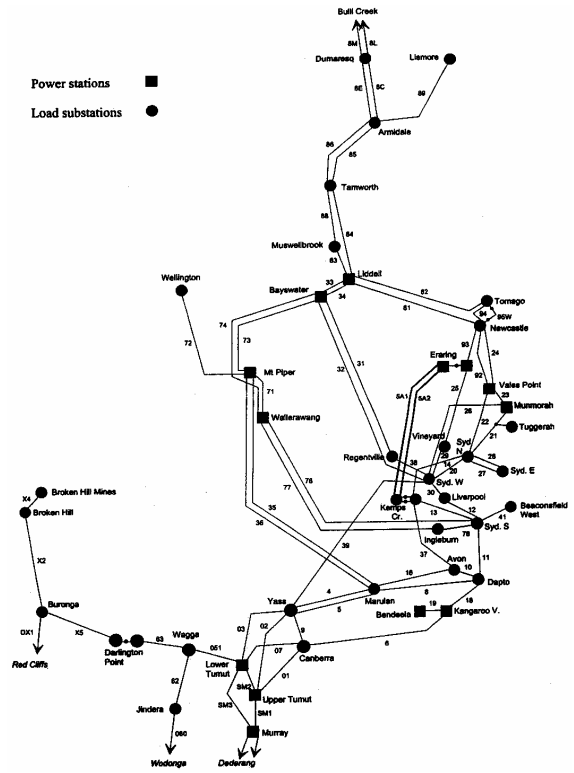 Bulli Creek
8M
8L
Dumaresq
Lismore
Power stations
8E
8C
89
Load substations
Armidale
86
85
Tamworth
88
84
Muswellbrook
83
Liddell
Wellington
33
Bayswater
34
82
Tomago
94
95W
81
Newcastle
74
73
72
Eraring
93
24
31
32
5A1
5A2
92
Mt Piper
Vales Point
25
71
23
26
Munmorah
Wallerawang
22
Tuggerah
21
Vineyard
Syd. N
Regentville
38
29
14
20
28
27
Syd. E
Syd. W
76
77
30
Liverpool
Broken Hill Mines
X4
Kemps Cr.
13
12
Beaconsfield West
41
Broken Hill
35
36
Syd. S
78
Ingleburn
39
37
11
X2
Avon
16
10
Dapto
Yass
4
Marulan
8
5
18
Buronga
Bendeela
19
Kangaroo V.
DX1
X5
63
Wagga
03
02
9
051
07
Canberra
6
Red Cliffs
Darlington Point
Lower Tumut
01
62
SM2
Upper Tumut
SM3
SM1
Jindera
060
Murray
Wodonga
Dederang